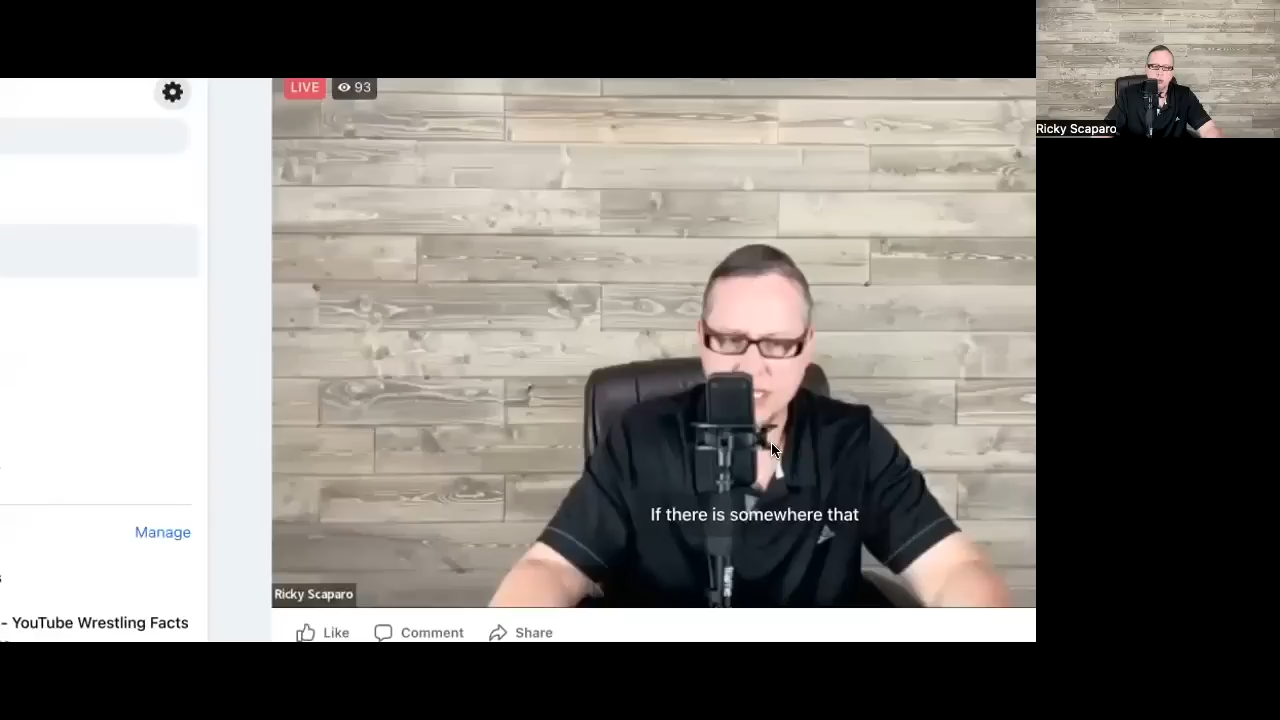 LIVE 93
Ricky Scaparo
If there is somewhere that
Manage
Ricky Scaparo
- YouTube Wrestling Facts
Like Comment Share